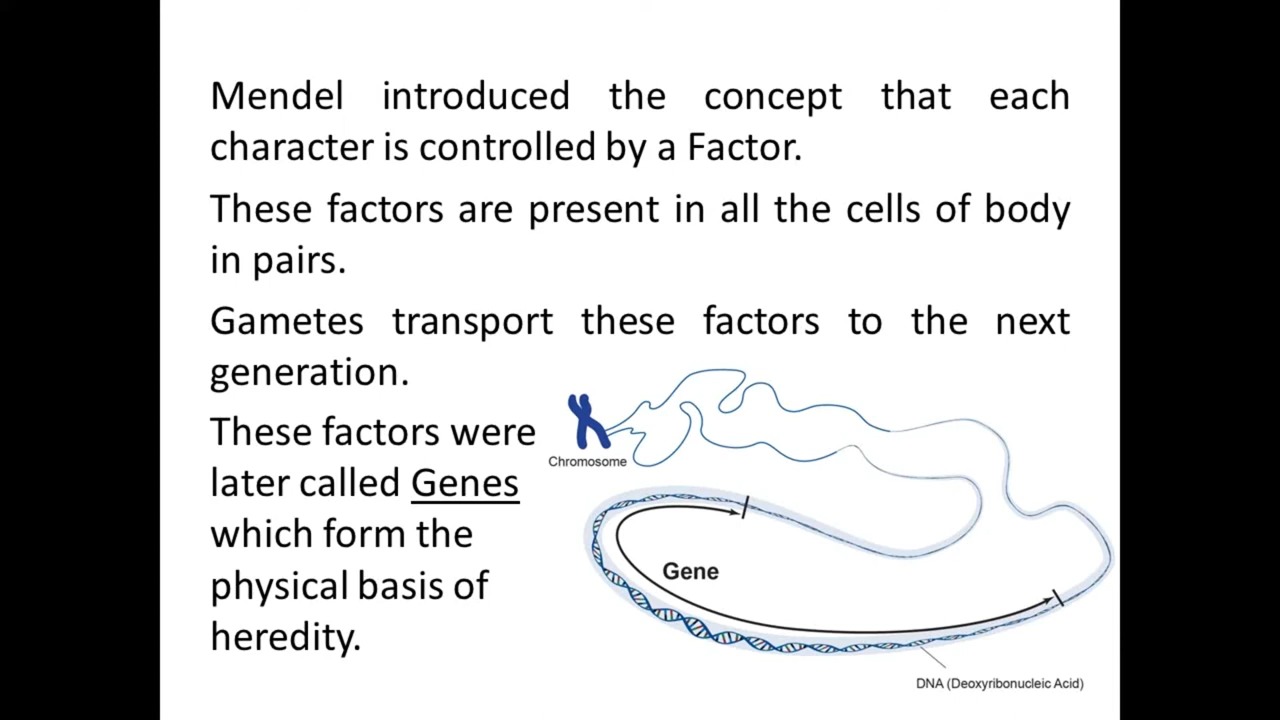 Mendel introduced the concept that each
character is controlled by a Factor.
These factors are present in all the cells of body
in pairs.
Gametes transport these factors to the next
generation.
These factors were
later called Genes
which form the
physical basis of
heredity.
Chromosome
Gene
DNA (Deoxyribonucleic Acid)